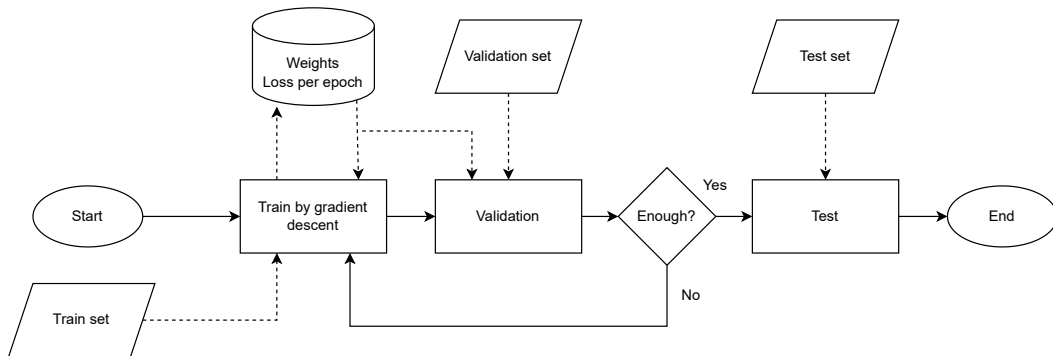 Weights
Loss per epoch
Validation set
Test set
Start
Train by gradient
descent
Validation
Enough?
Yes
Test
End
No
Train set